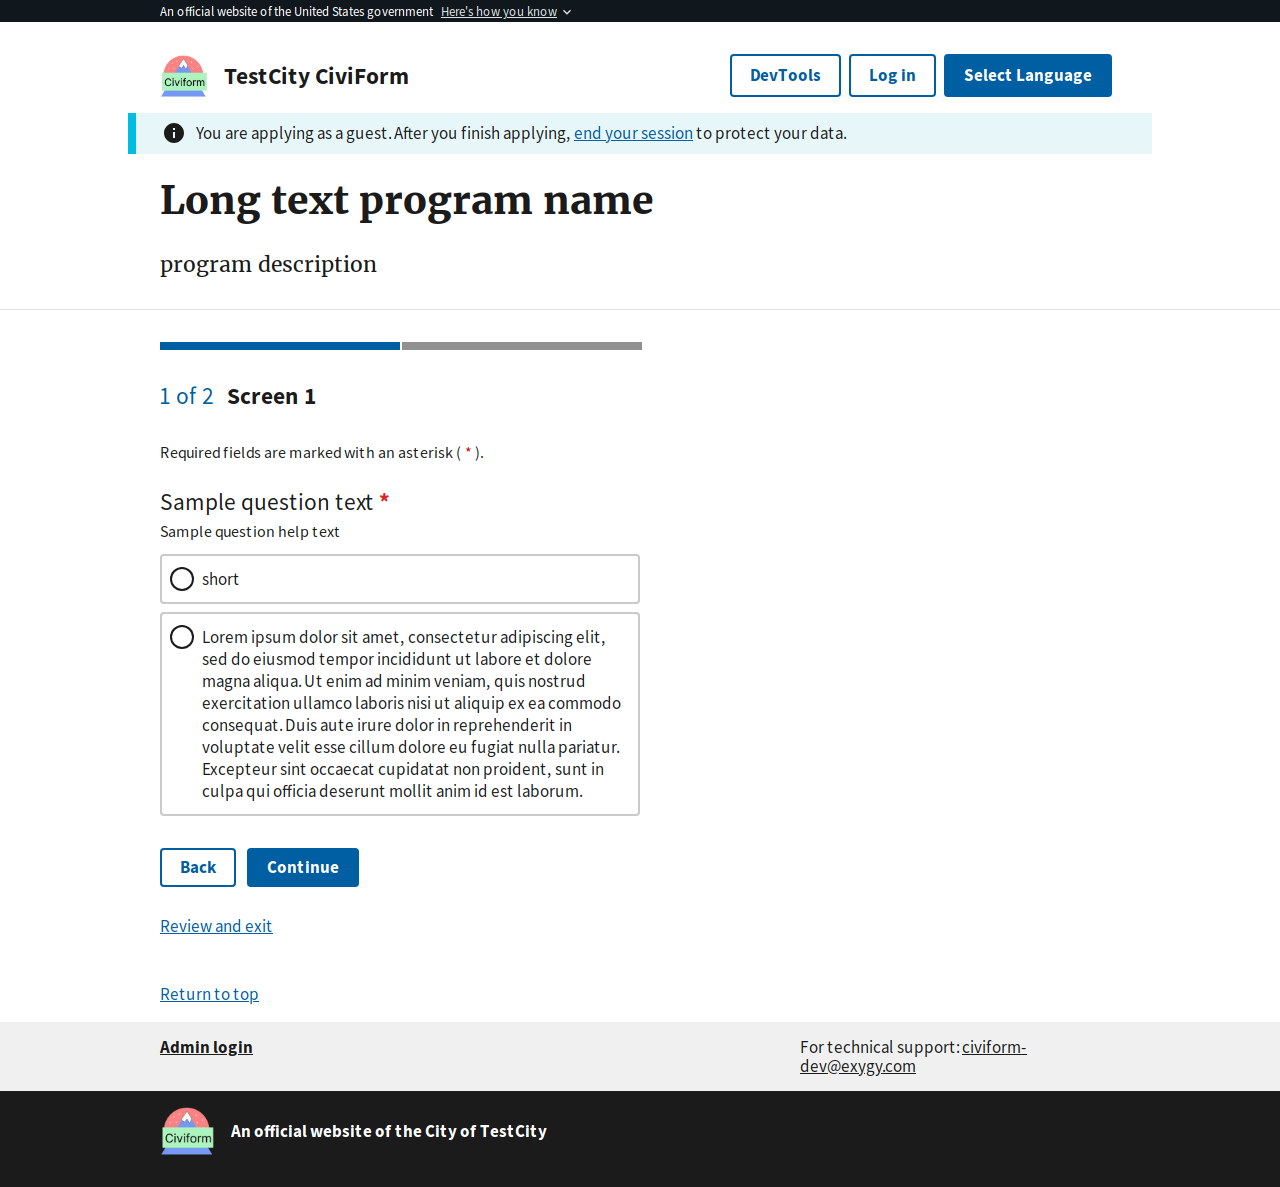 An official website of the United States government Here's how you know
Civiform
TestCity CiviForm
DevTools
Log in
Select Language
You are applying as a guest. After you finish applying, end your session to protect your data.
Long text program name
program description
1 of 2 Screen 1
Required fields are marked with an asterisk ( * ).
Sample question text *
Sample question help text
short
Lorem ipsum dolor sit amet, consectetur adipiscing elit,
sed do eiusmod tempor incididunt ut labore et dolore
magna aliqua. Ut enim ad minim veniam, quis nostrud
exercitation ullamco laboris nisi ut aliquip ex ea commodo
consequat. Duis aute irure dolor in reprehenderit in
voluptate velit esse cillum dolore eu fugiat nulla pariatur.
Excepteur sint occaecat cupidatat non proident, sunt in
culpa qui officia deserunt mollit anim id est laborum.
Back
Continue
Review and exit
Return to top
Admin login
For technical support: civiform-
dev@exygy.com
Civiform
An official website of the City of TestCity